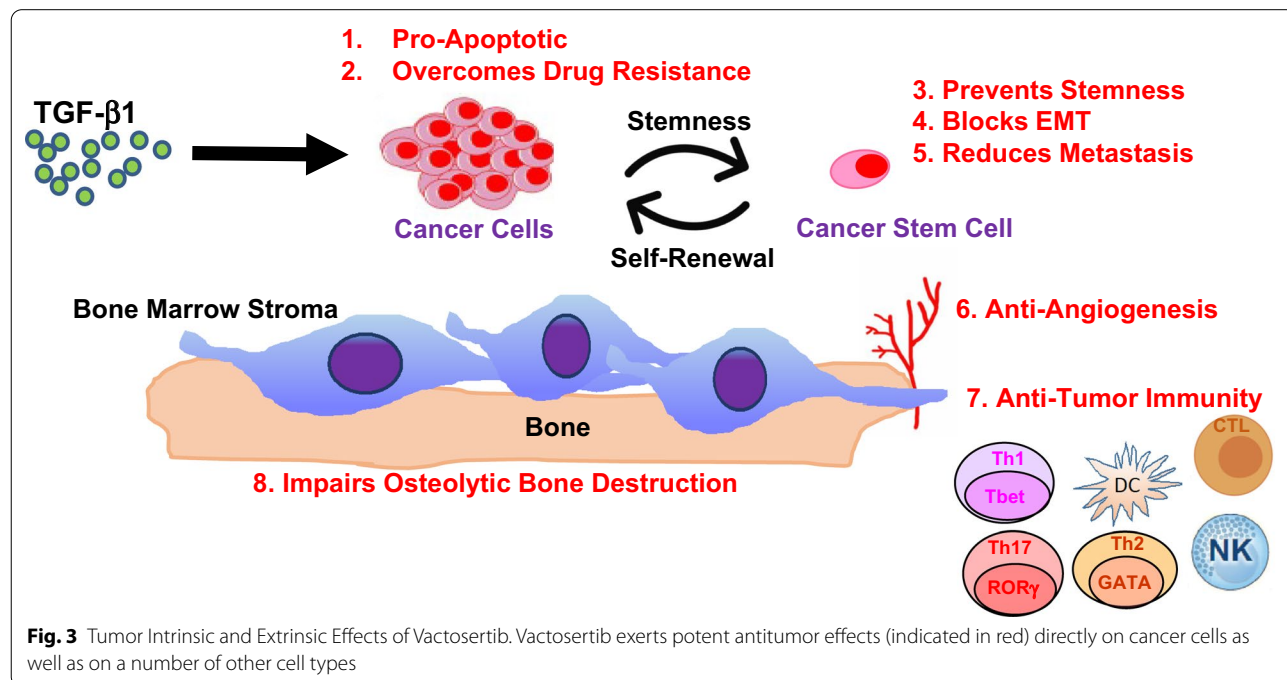 1. Pro-Apoptotic
2. Overcomes Drug Resistance
TGF-β1
3. Prevents Stemness
4. Blocks EMT
5. Reduces Metastasis
Stemness
Cancer Cells
Cancer Stem Cell
Self-Renewal
Bone Marrow Stroma
6. Anti-Angiogenesis
7. Anti-Tumor Immunity
Bone
8. Impairs Osteolytic Bone Destruction
CTL
Th1
Tbet
DC
Th17
RORγ
Th2
GATA
NK
Fig. 3 Tumor Intrinsic and Extrinsic Effects of Vactosertib. Vactosertib exerts potent antitumor effects (indicated in red) directly on cancer cells as
well as on a number of other cell types